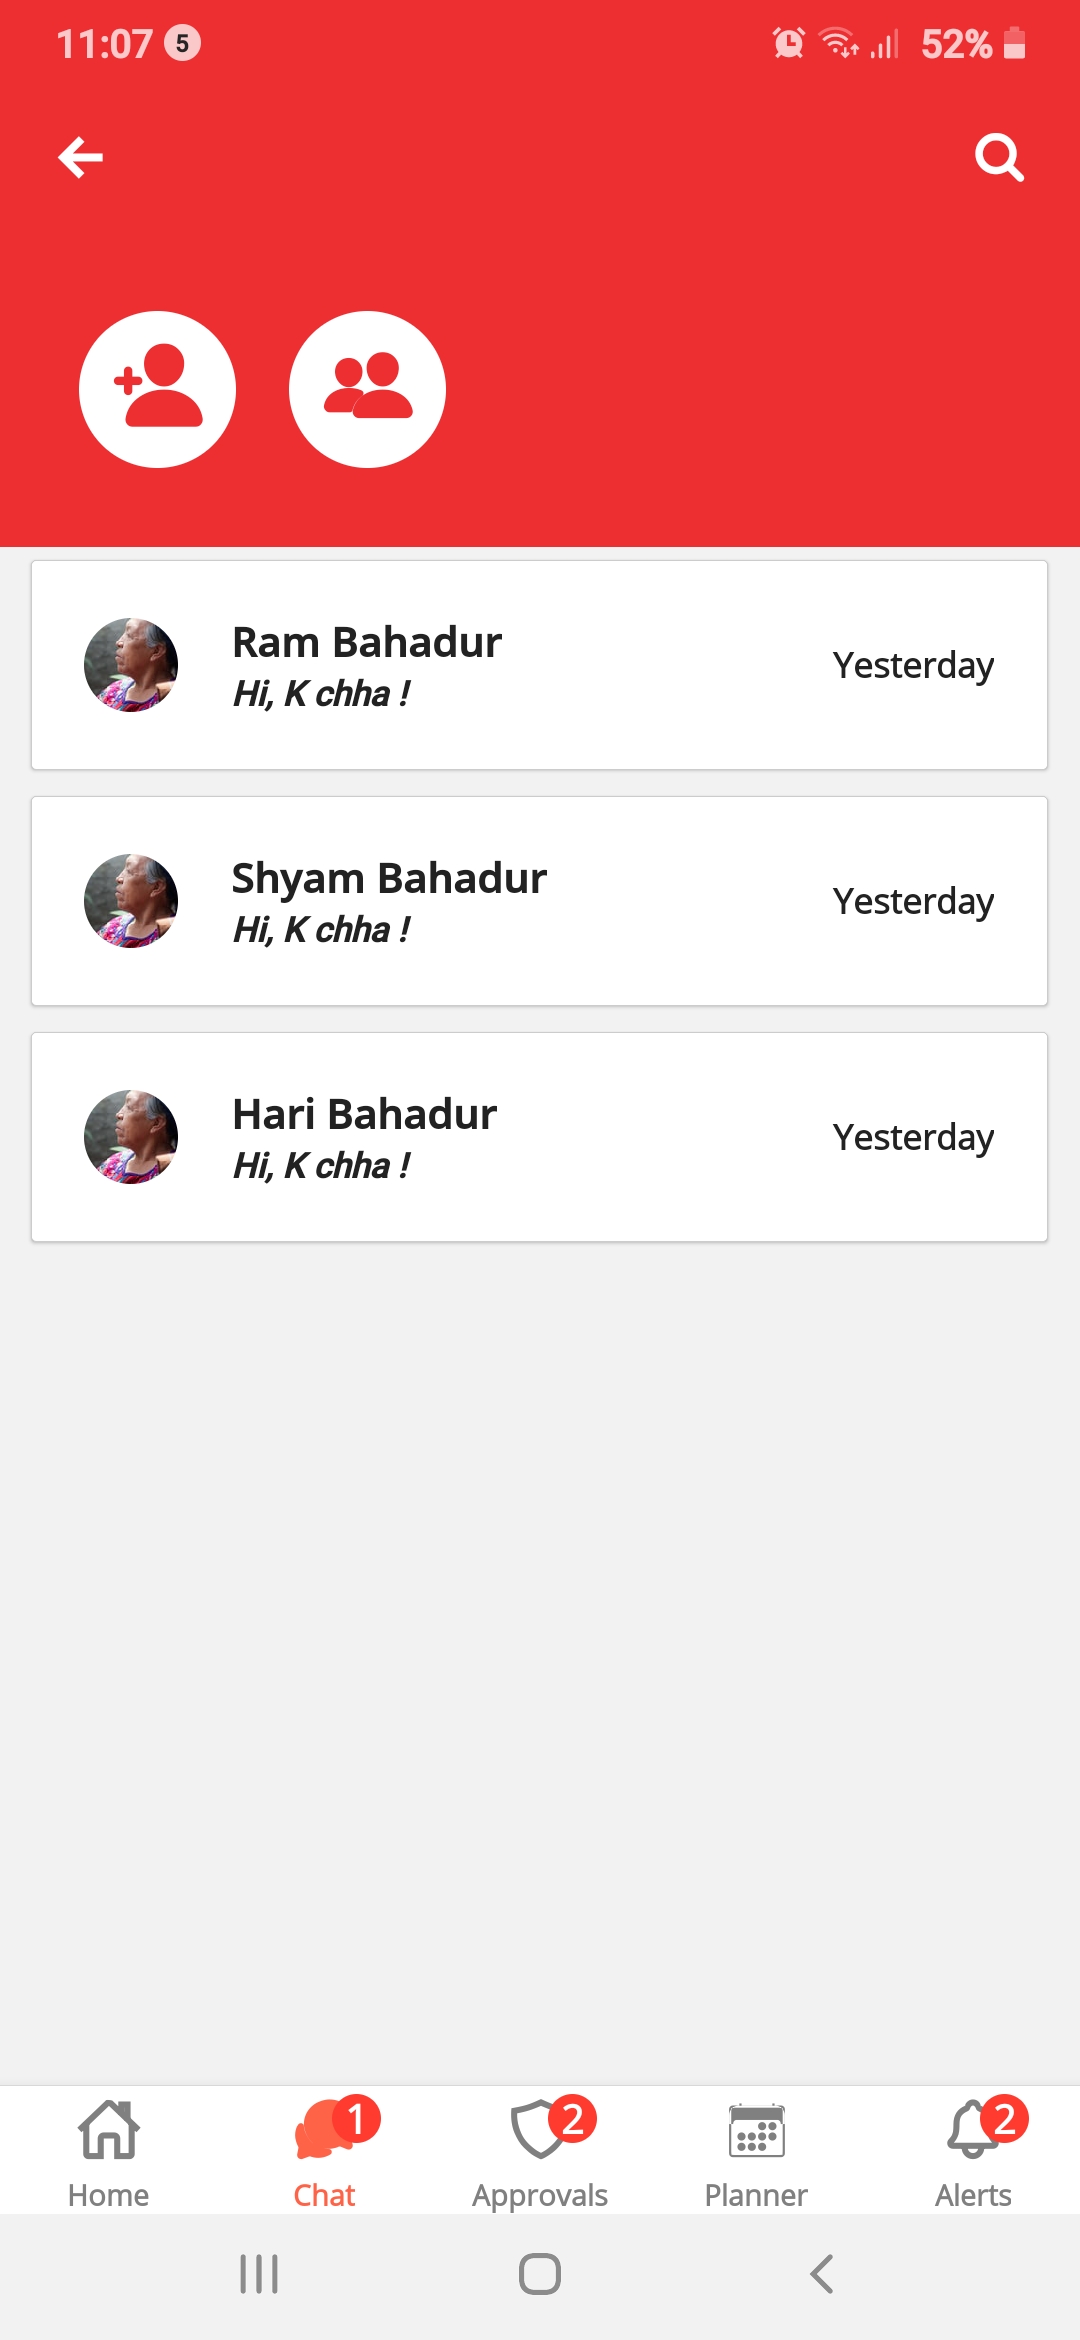 11:07 5 52%
Ram Bahadur
Hi, K chha !
Yesterday
Shyam Bahadur
Hi, K chha !
Yesterday
Hari Bahadur
Hi, K chha !
Yesterday
1 2 2
Home Chat Approvals Planner Alerts